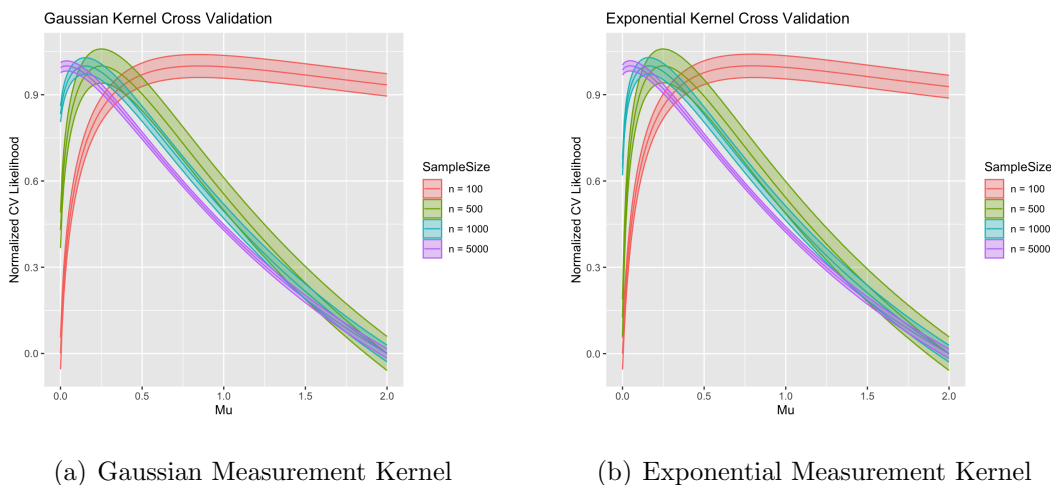 Gaussian Kernel Cross Validation
Normalized CV Likelihood
0.9
0.6
0.3
0.0
0.0 0.5 1.0 1.5 2.0
Mu
SampleSize
n = 100
n = 500
n = 1000
n = 5000
(a) Gaussian Measurement Kernel
Exponential Kernel Cross Validation
Normalized CV Likelihood
0.9
0.6
0.3
0.0
0.0 0.5 1.0 1.5 2.0
Mu
SampleSize
n = 100
n = 500
n = 1000
n = 5000
(b) Exponential Measurement Kernel